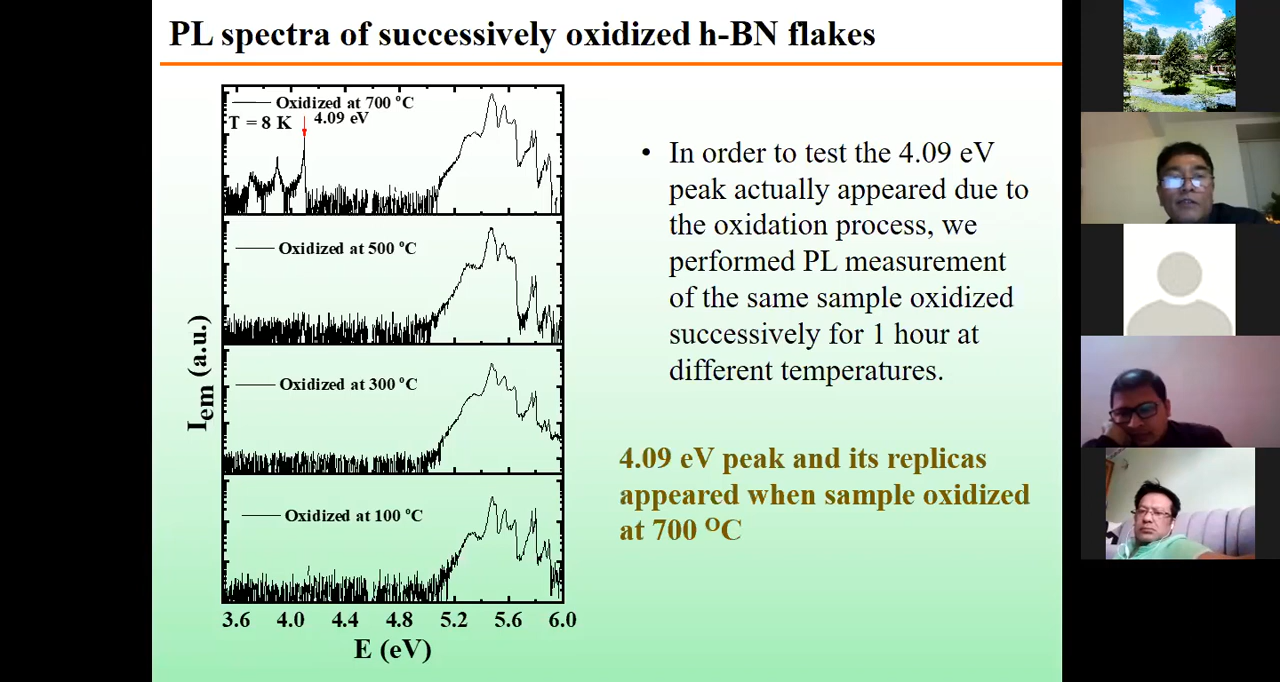 PL spectra of successively oxidized h-BN flakes
Oxidized at 700 °C
T = 8 K
4.09 eV
Oxidized at 500 °C
Oxidized at 300 °C
Oxidized at 100 °C
I_em (a.u.)
3.6 4.0 4.4 4.8 5.2 5.6 6.0
E (eV)
• In order to test the 4.09 eV
peak actually appeared due to
the oxidation process, we
performed PL measurement
of the same sample oxidized
successively for 1 hour at
different temperatures.
4.09 eV peak and its replicas
appeared when sample oxidized
at 700 ᴼC